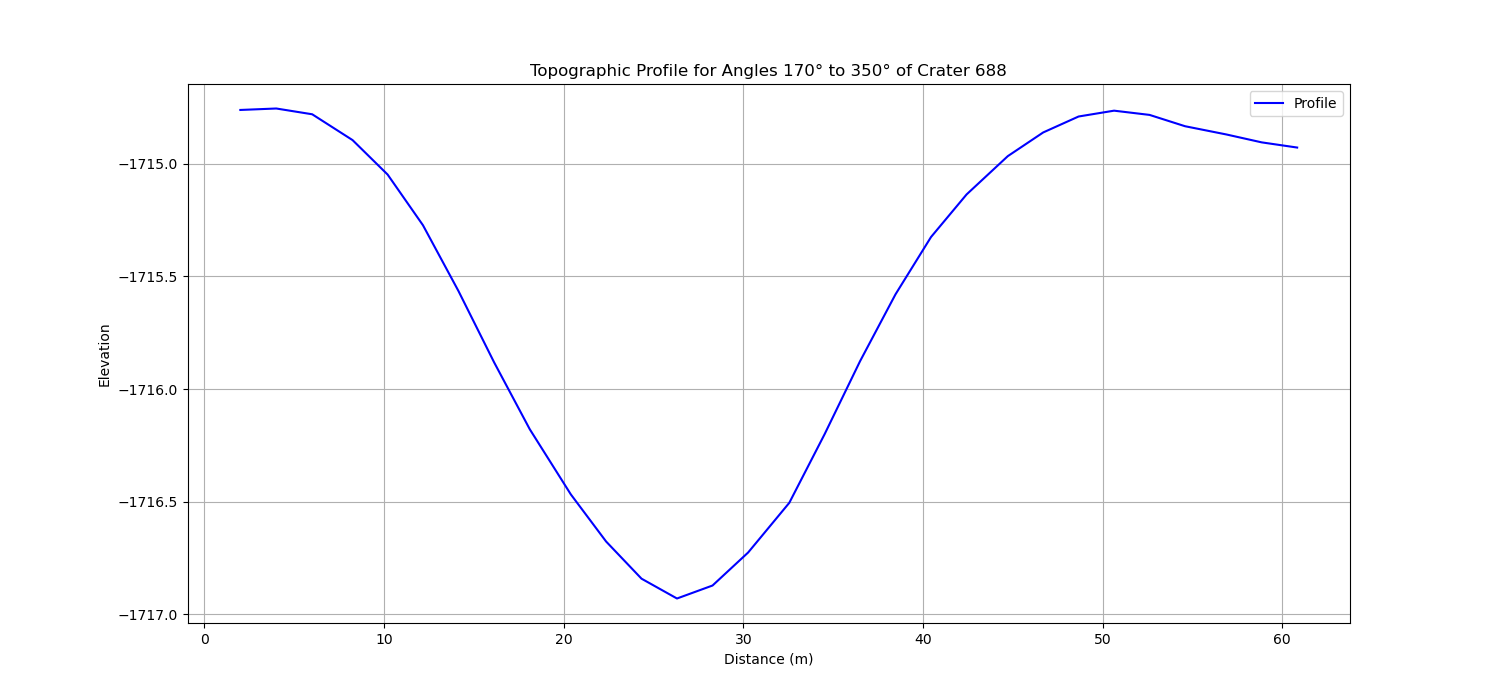 Topographic Profile for Angles 170° to 350° of Crater 688
Profile
Elevation
−1715.0
−1715.5
−1716.0
−1716.5
−1717.0
0 10 20 30 40 50 60
Distance (m)